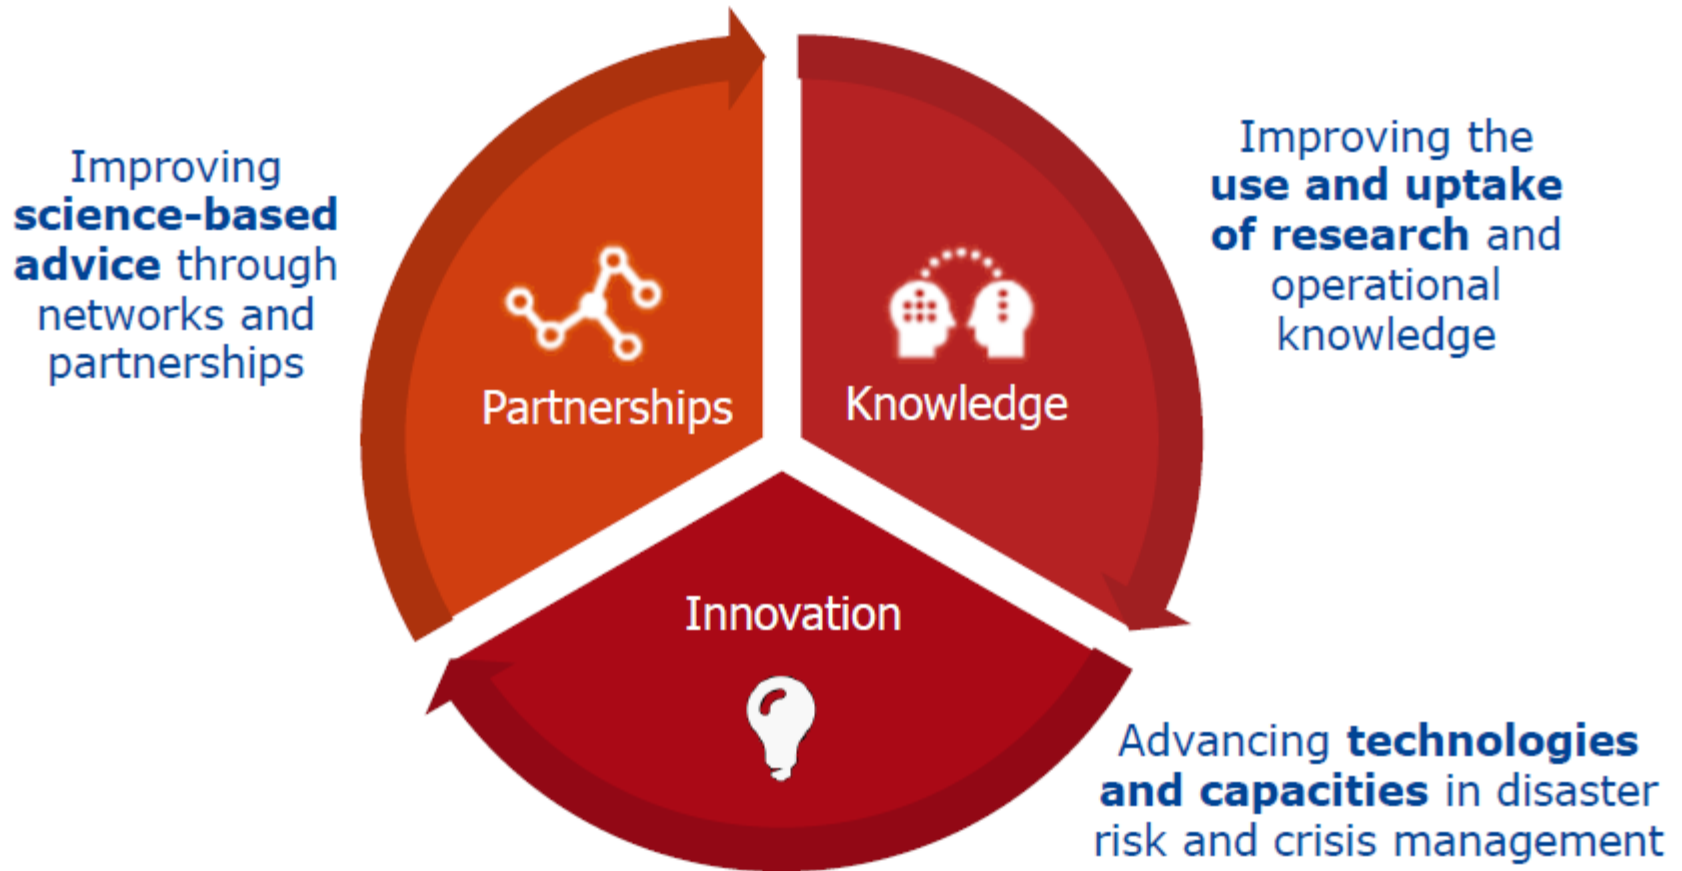 Improving
science-based
advice through
networks and
partnerships
Partnerships
Knowledge
Improving the
use and uptake
of research and
operational
knowledge
Innovation
Advancing technologies
and capacities in disaster
risk and crisis management